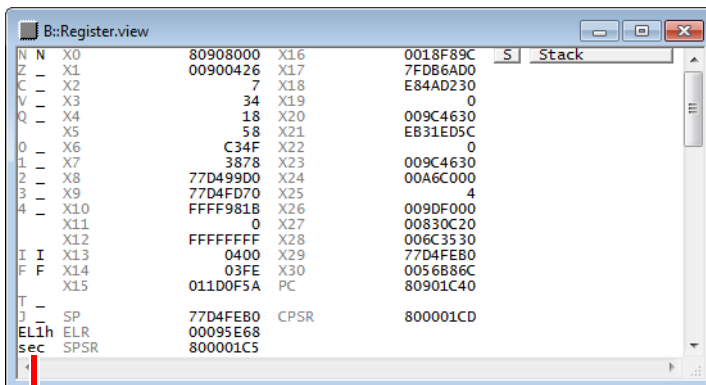 B::Register.view
N N X0 80908000 X16 0018F89C S Stack
Z _ X1 00900426 X17 7FDB6AD0
C _ X2 7 X18 E84AD230
V _ X3 34 X19 0
Q _ X4 18 X20 009C4630
X5 58 X21 EB31ED5C
0 _ X6 C34F X22 0
1 _ X7 3878 X23 009C4630
2 _ X8 77D499D0 X24 00A6C000
3 _ X9 77D4FD70 X25 4
4 _ X10 FFFF981B X26 009DF000
X11 0 X27 00830C20
X12 FFFFFFFF X28 006C3530
I I X13 0400 X29 77D4FEB0
F F X14 03FE X30 0056B86C
X15 011D0F5A PC 80901C40
T _
J _ SP 77D4FEB0 CPSR 800001CD
EL1h ELR 00095E68
sec SPSR 800001C5